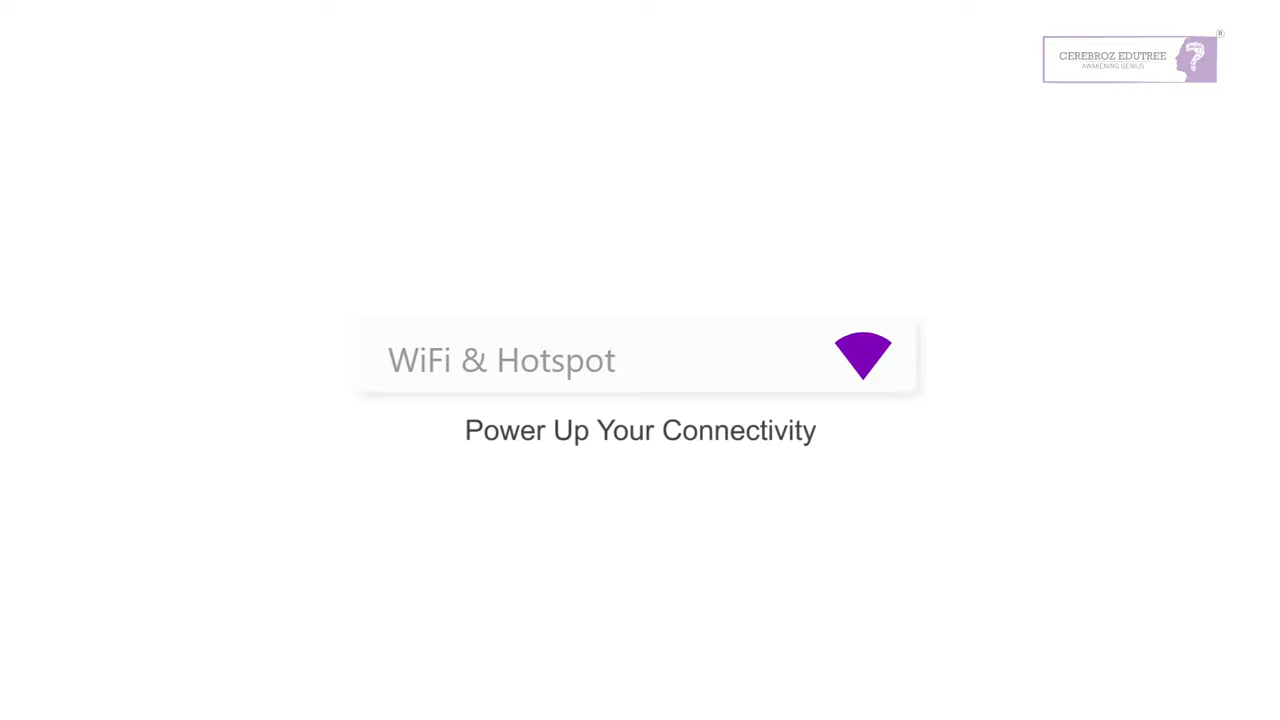 ®
CEREBROZ EDUTREE
AWAKENING GENIUS
WiFi & Hotspot
Power Up Your Connectivity